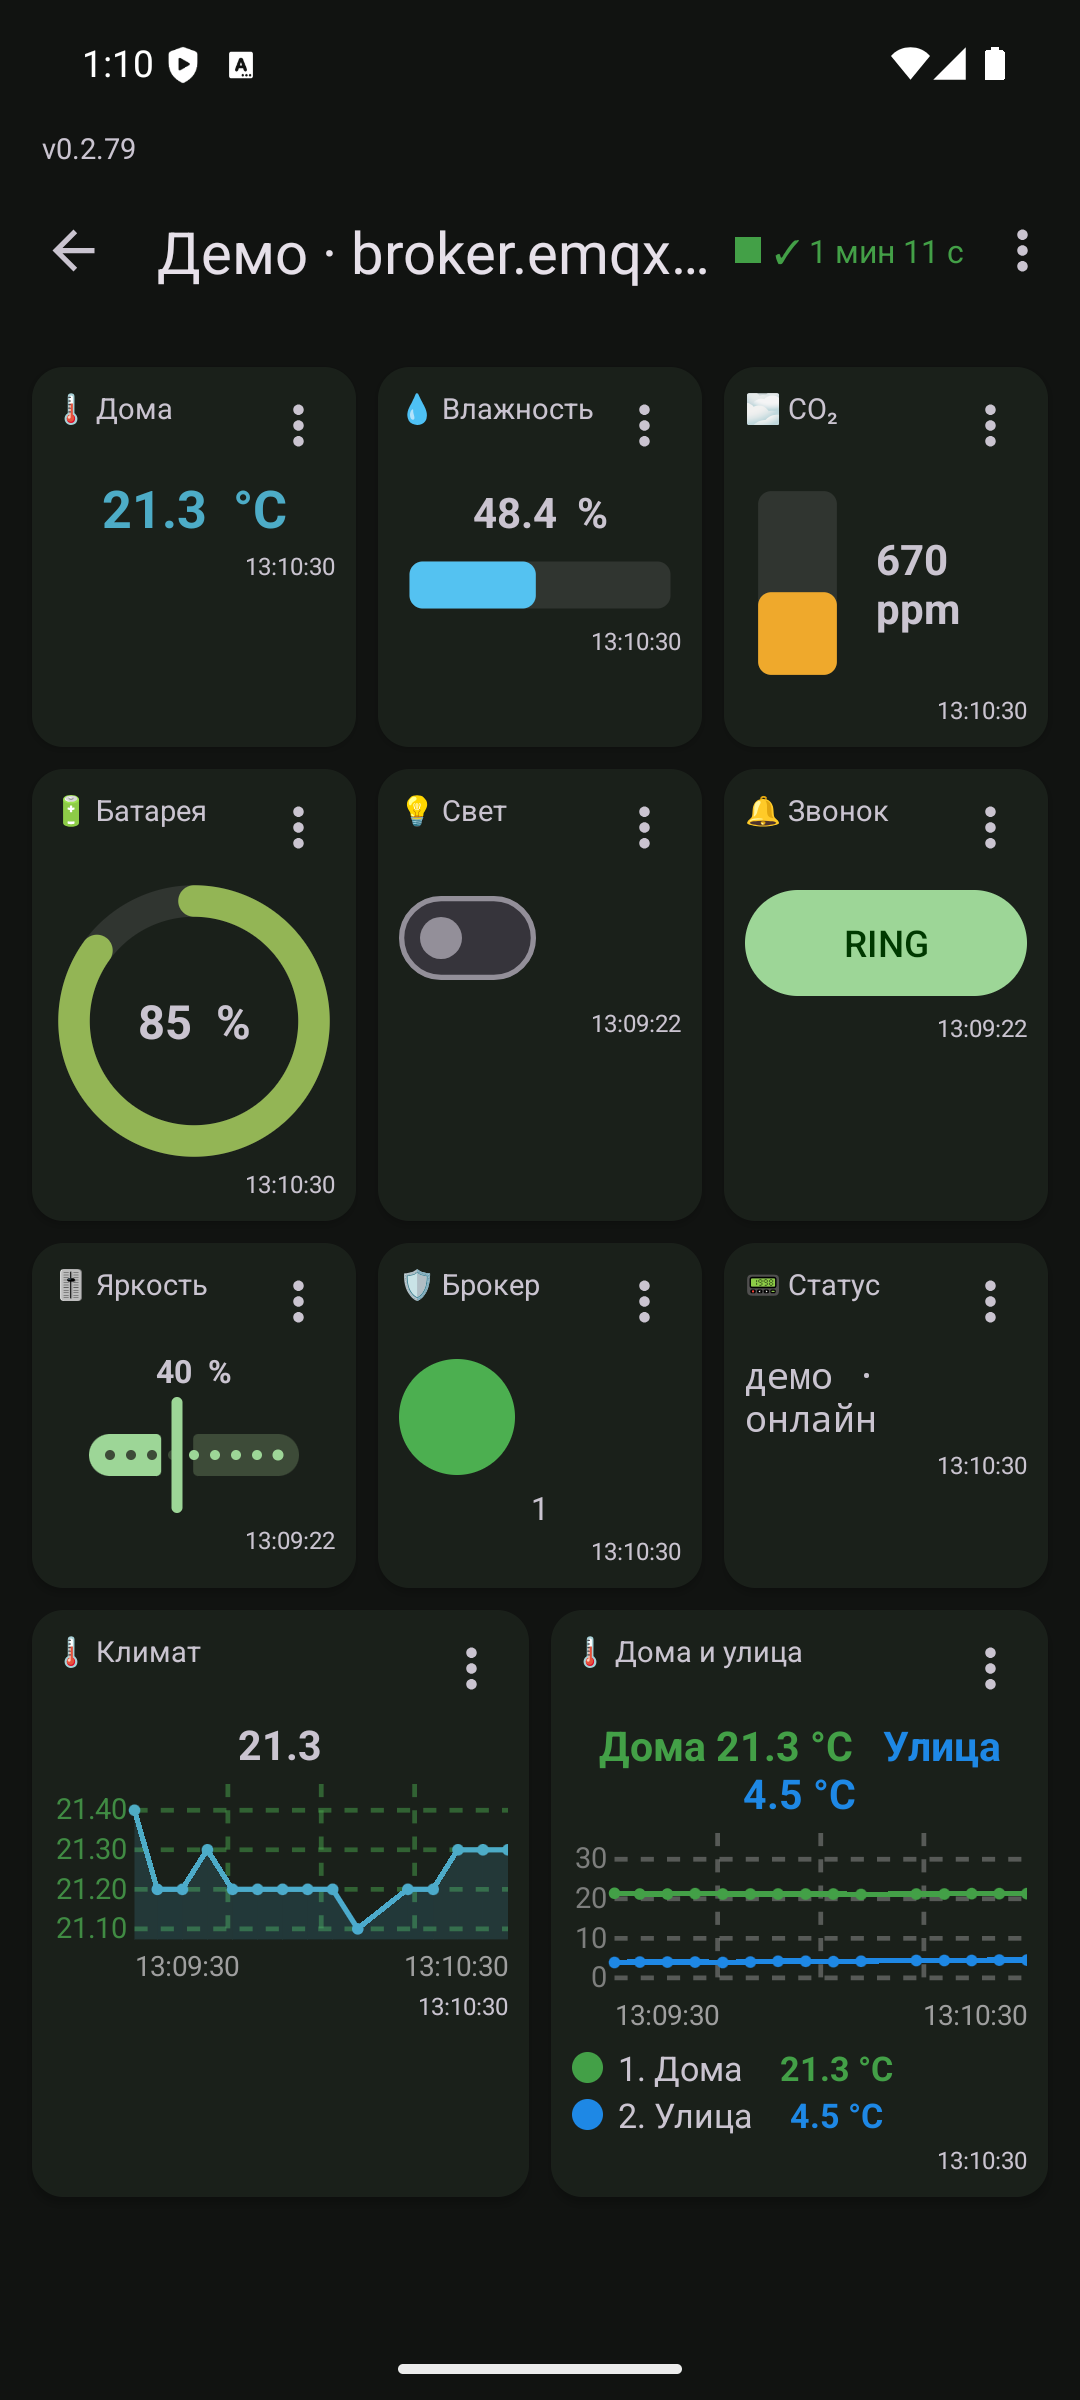 1:10
v0.2.79
Демо · broker.emqx... ✓ 1 мин 11 с
Дома
21.3 °C
13:10:30
Влажность
48.4 %
13:10:30
CO₂
670
ppm
13:10:30
Батарея
85 %
13:10:30
Свет
13:09:22
Звонок
RING
13:09:22
Яркость
40 %
13:09:22
Брокер
1
13:10:30
Статус
демо ·
онлайн
13:10:30
Климат
21.3
21.40
21.30
21.20
21.10
13:09:30 13:10:30
13:10:30
Дома и улица
Дома 21.3 °C Улица
4.5 °C
30
20
10
0
13:09:30 13:10:30
1. Дома 21.3 °C
2. Улица 4.5 °C
13:10:30